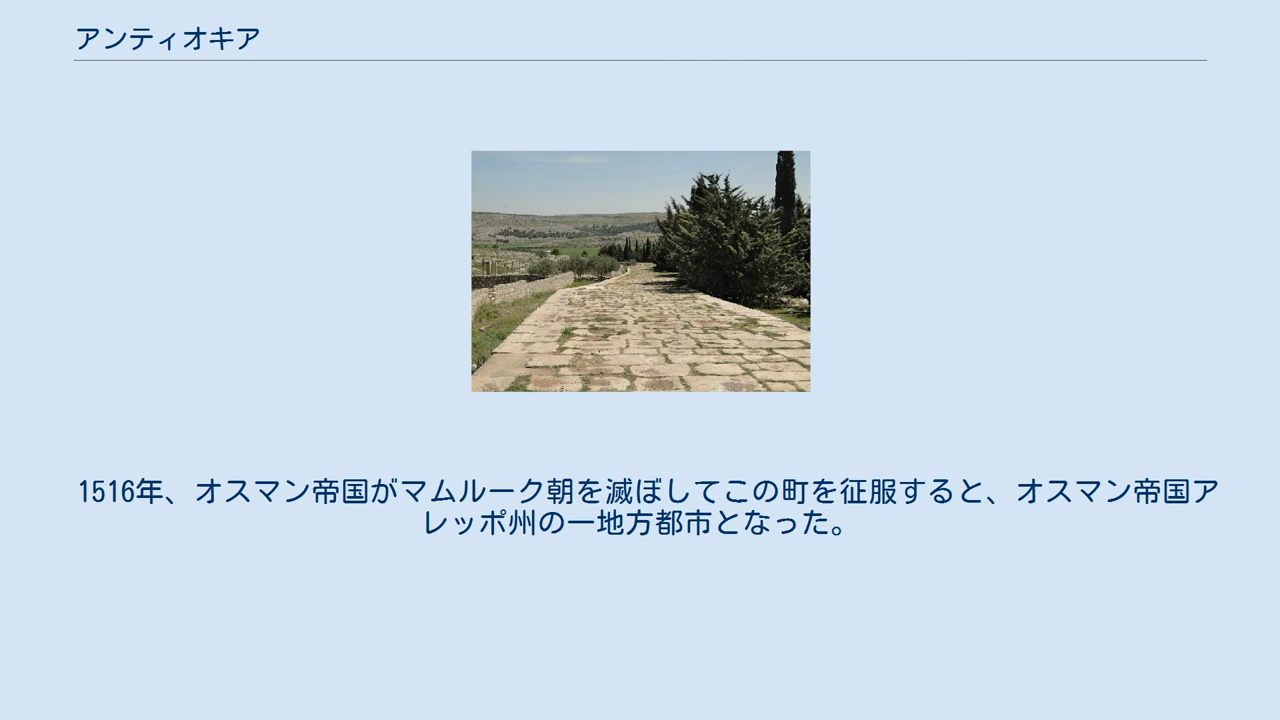 アンティオキア
1516年、オスマン帝国がマムルーク朝を滅ぼしてこの町を征服すると、オスマン帝国ア
レッポ州の一地方都市となった。